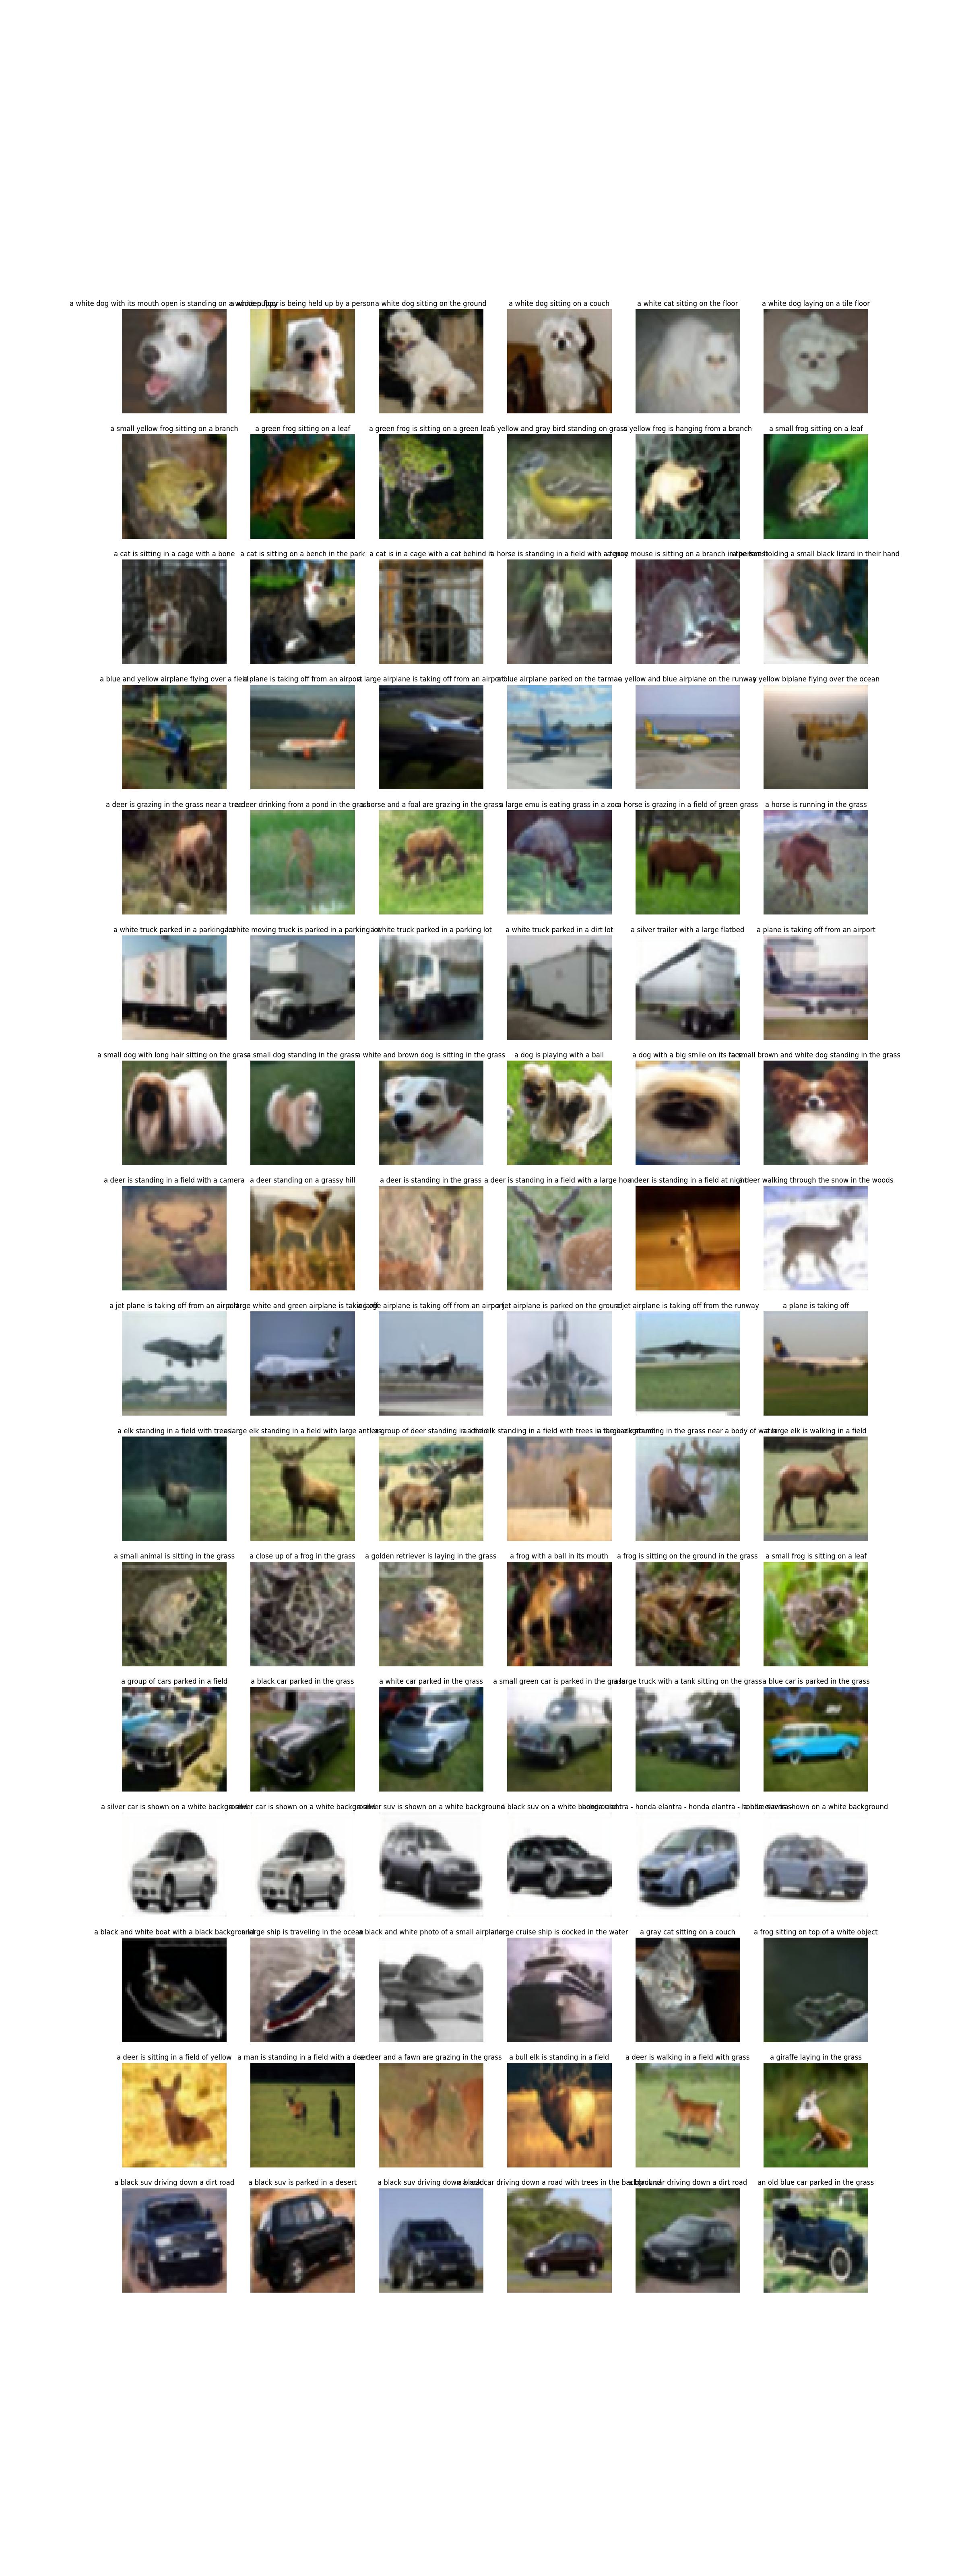 a white dog with its mouth open is standing on a wooden floor
a white puppy is being held up by a person
a white dog sitting on the ground
a white dog sitting on a couch
a white cat sitting on the floor
a white dog laying on a tile floor
a small yellow frog sitting on a branch
a green frog sitting on a leaf
a green frog is sitting on a green leaf
a yellow and gray bird standing on grass
a yellow frog is hanging from a branch
a small frog sitting on a leaf
a cat is sitting in a cage with a bone
a cat is sitting on a bench in the park
a cat is in a cage with a cat behind it
a horse is standing in a field with a fence
a gray mouse is sitting on a branch in the forest
a person holding a small black lizard in their hand
a blue and yellow airplane flying over a field
a plane is taking off from an airport
a large airplane is taking off from an airport
a blue airplane parked on the tarmac
a yellow and blue airplane on the runway
a yellow biplane flying over the ocean
a deer is grazing in the grass near a tree
a deer drinking from a pond in the grass
a horse and a foal are grazing in the grass
a large emu is eating grass in a zoo
a horse is grazing in a field of green grass
a horse is running in the grass
a white truck parked in a parking lot
a white moving truck is parked in a parking lot
a white truck parked in a parking lot
a white truck parked in a dirt lot
a silver trailer with a large flatbed
a plane is taking off from an airport
a small dog with long hair sitting on the grass
a small dog standing in the grass
a white and brown dog is sitting in the grass
a dog is playing with a ball
a dog with a big smile on its face
a small brown and white dog standing in the grass
a deer is standing in a field with a camera
a deer standing on a grassy hill
a deer is standing in the grass
a deer is standing in a field with a large horn
a deer is standing in a field at night
a deer walking through the snow in the woods
a jet plane is taking off from an airport
a large white and green airplane is taking off
a large airplane is taking off from an airport
a jet airplane is parked on the ground
a jet airplane is taking off from the runway
a plane is taking off
a elk standing in a field with trees
a large elk standing in a field with large antlers
a group of deer standing in a field
a elk standing in a field with trees in the background
a large elk standing in the grass near a body of water
a large elk is walking in a field
a small animal is sitting in the grass
a close up of a frog in the grass
a golden retriever is laying in the grass
a frog with a ball in its mouth
a frog is sitting on the ground in the grass
a small frog is sitting on a leaf
a group of cars parked in a field
a black car parked in the grass
a white car parked in the grass
a small green car is parked in the grass
a large truck with a tank sitting on the grass
a blue car is parked in the grass
a silver car is shown on a white background
a silver car is shown on a white background
a silver suv is shown on a white background
a black suv on a white background
honda elantra - honda elantra - honda elantra -
a blue suv is shown on a white background
a black and white boat with a black background
a large ship is traveling in the ocean
a black and white photo of a small airplane
a large cruise ship is docked in the water
a gray cat sitting on a couch
a frog sitting on top of a white object
a deer is sitting in a field of yellow
a man is standing in a field with a deer
a deer and a fawn are grazing in the grass
a bull elk is standing in a field
a deer is walking in a field with grass
a giraffe laying in the grass
a black suv driving down a dirt road
a black suv is parked in a desert
a black suv driving down a road
a black car driving down a road with trees in the background
a black car driving down a dirt road
an old blue car parked in the grass